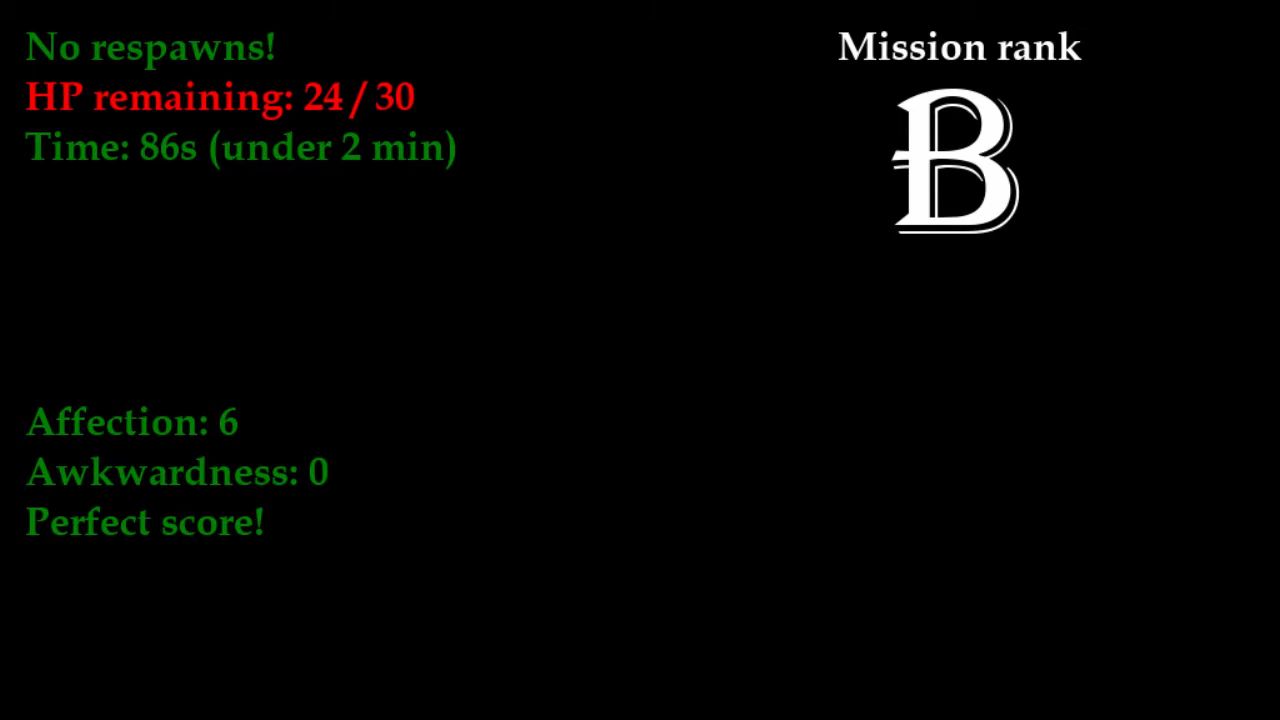 No respawns!
HP remaining: 24 / 30
Time: 86s (under 2 min)
Mission rank
B
Affection: 6
Awkwardness: 0
Perfect score!